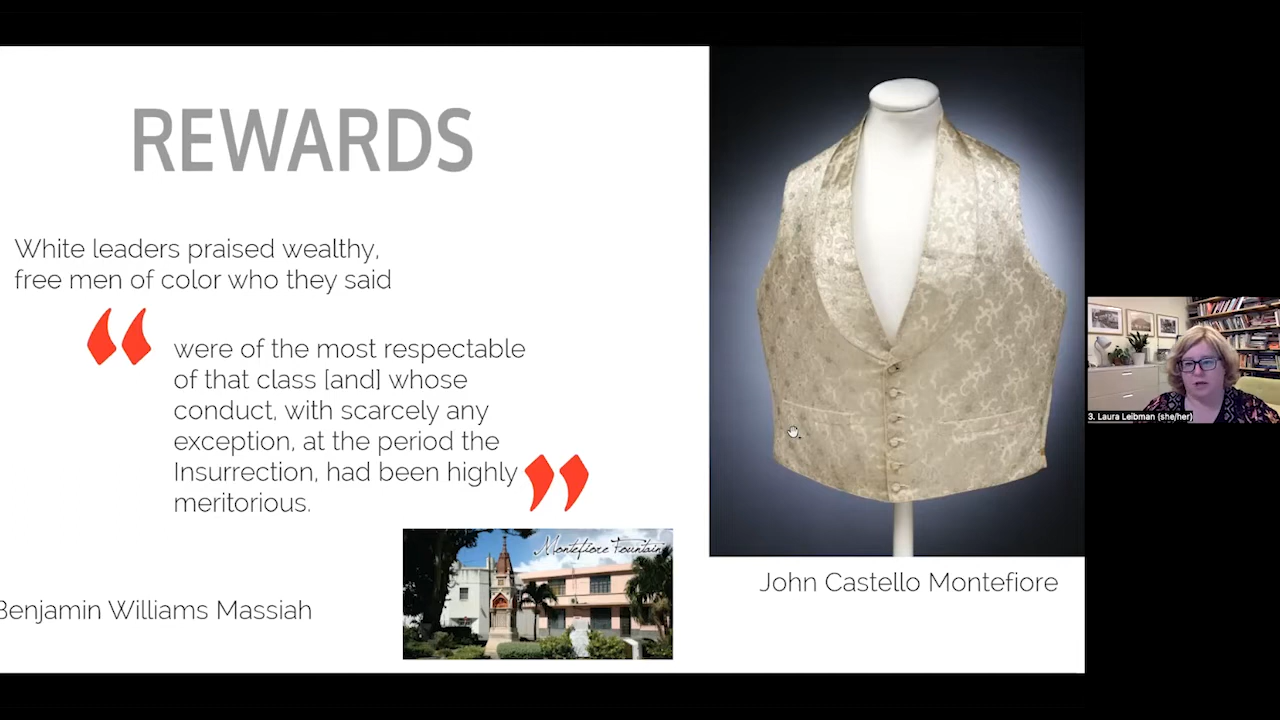 REWARDS
White leaders praised wealthy,
free men of color who they said
“
were of the most respectable
of that class [and] whose
conduct, with scarcely any
exception, at the period the
Insurrection, had been highly
meritorious.
”
Montefiore Fountain
Benjamin Williams Massiah
John Castello Montefiore
3. Laura Leibman (she/her)